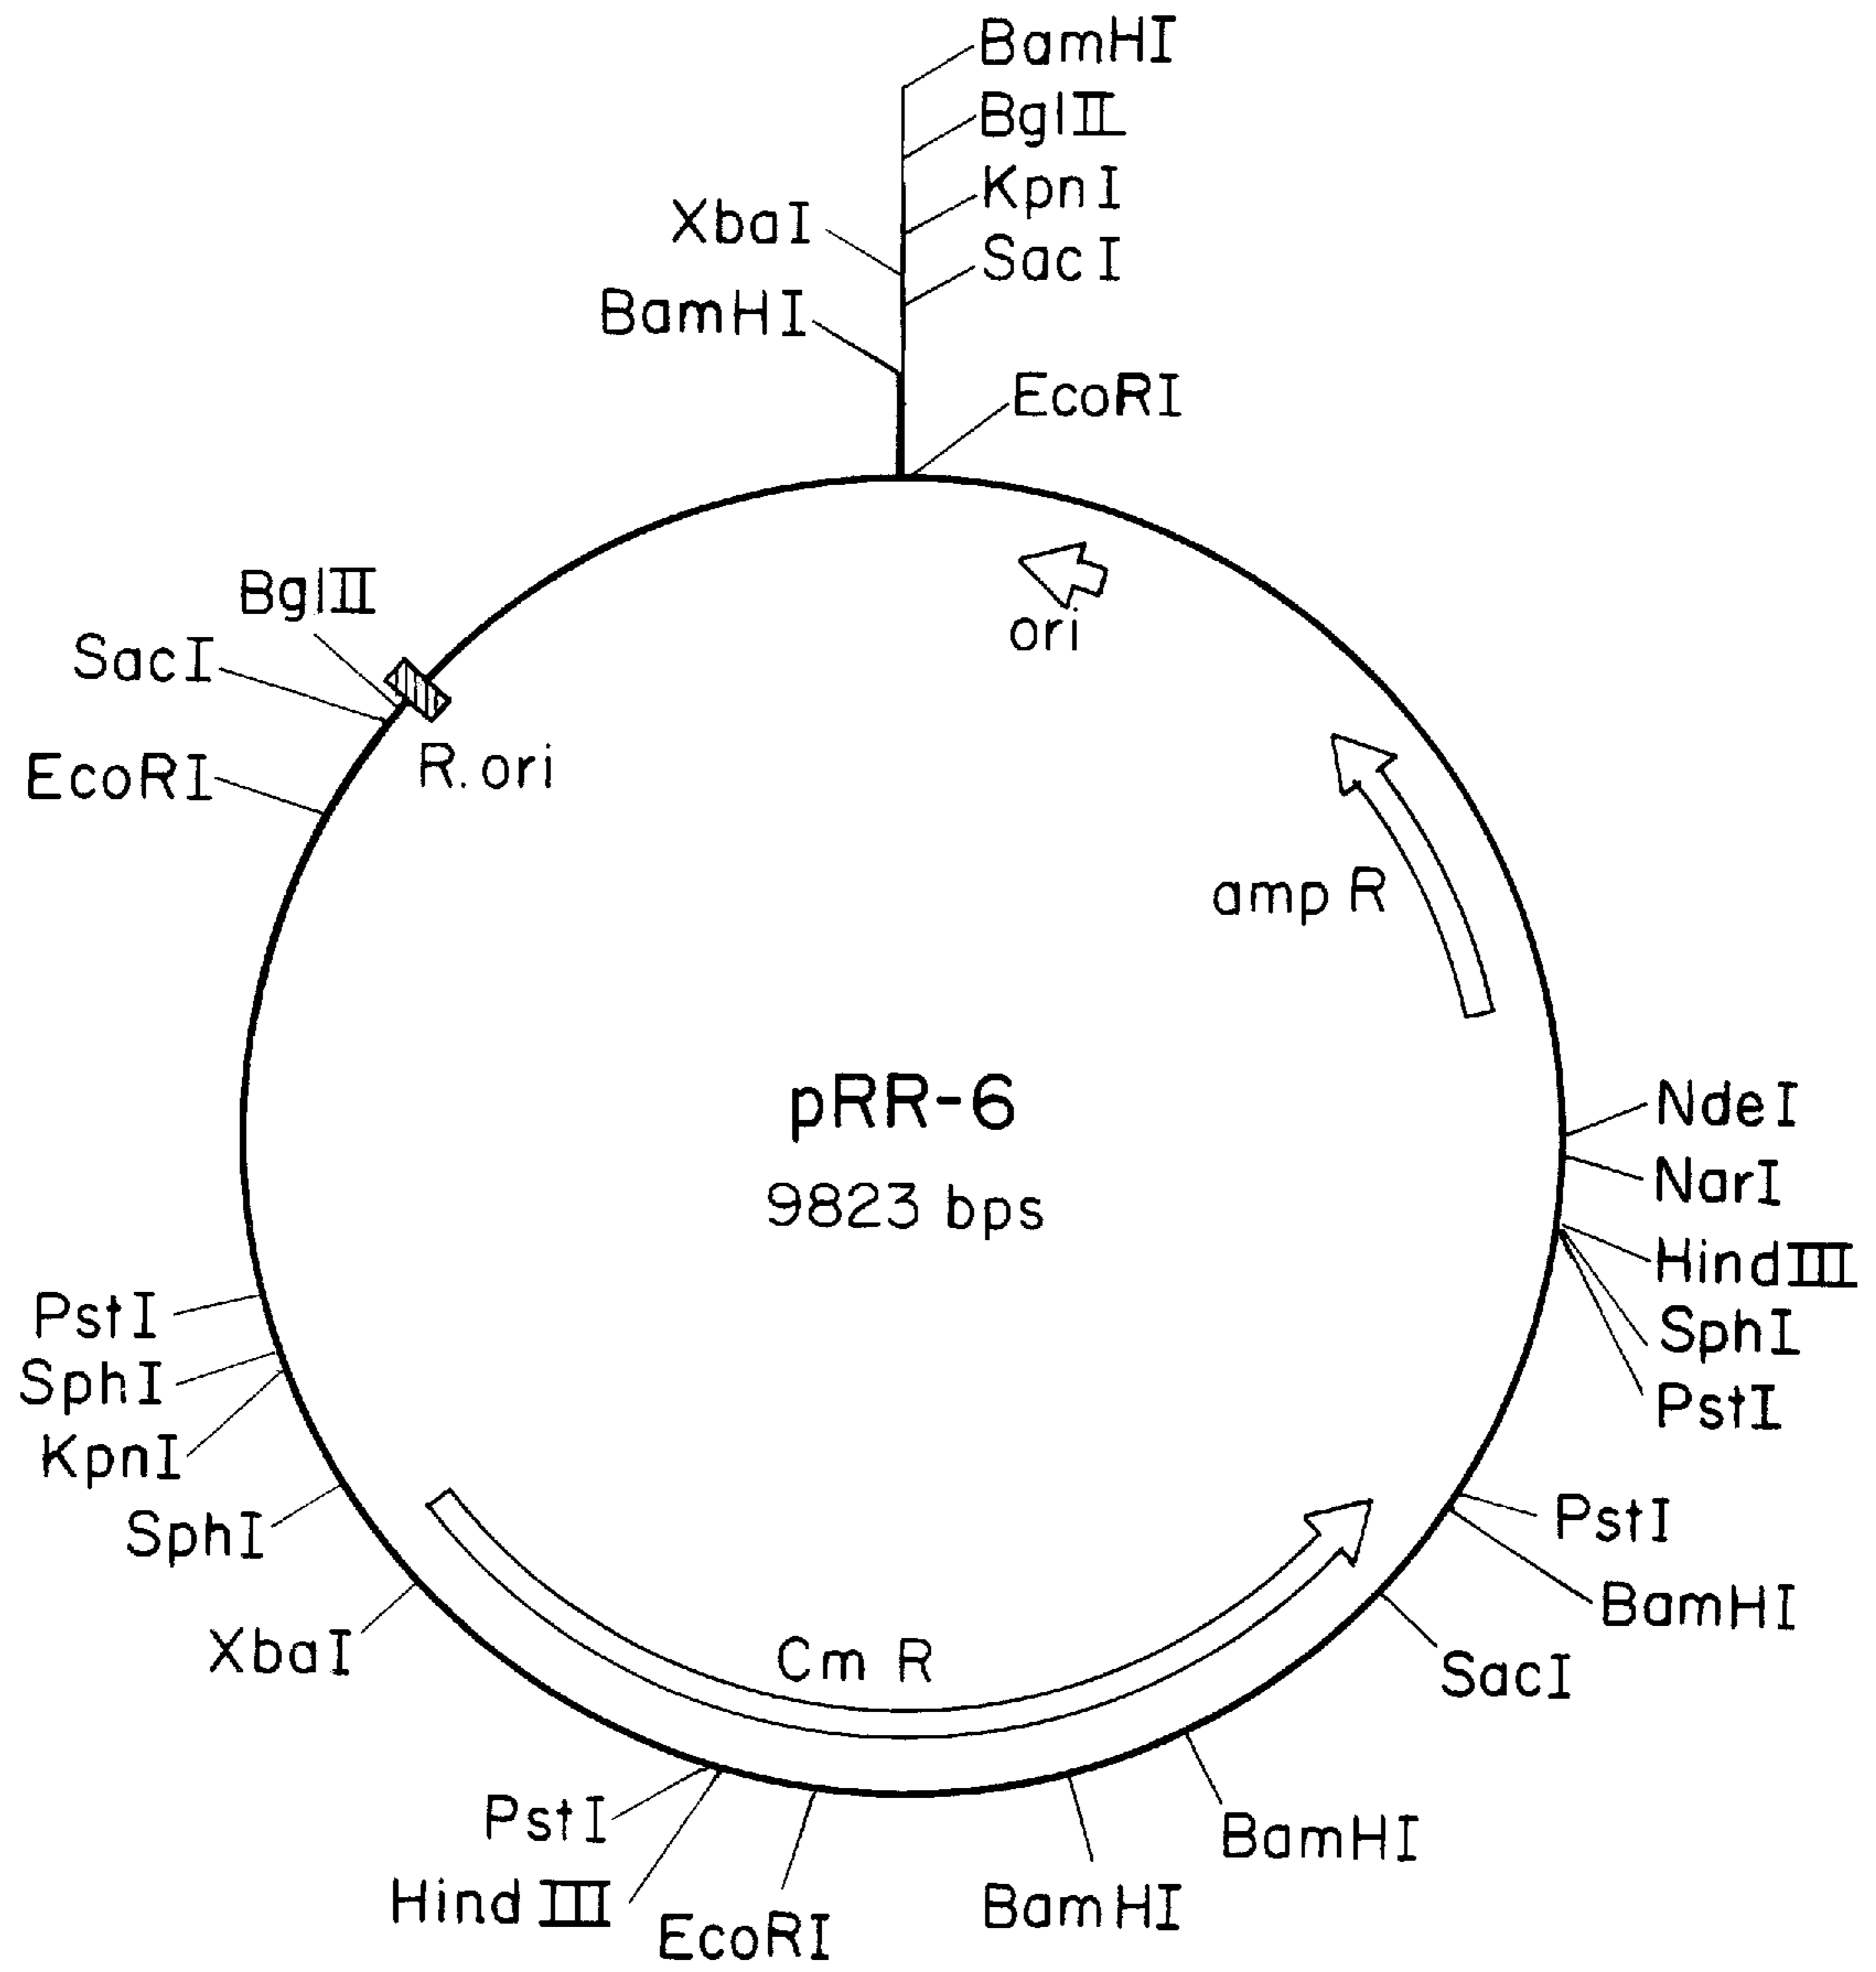 BamHI
BglII
KpnI
XbaI
SacI
BamHI
EcoRI
ori
BglII
SacI
EcoRI
R. ori
amp R
pRR-6
9823 bps
NdeI
NarI
HindIII
SphI
PstI
PstI
SphI
KpnI
SphI
XbaI
PstI
BamHI
SacI
Cm R
PstI
HindIII
EcoRI
BamHI
BamHI